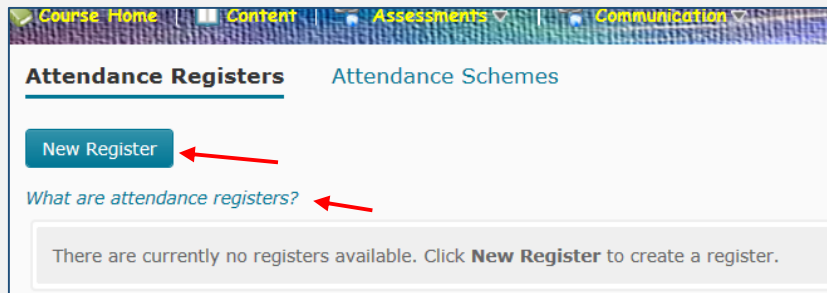 Course Home | Content | Assessments | Communication
Attendance Registers Attendance Schemes
New Register
What are attendance registers?
There are currently no registers available. Click New Register to create a register.